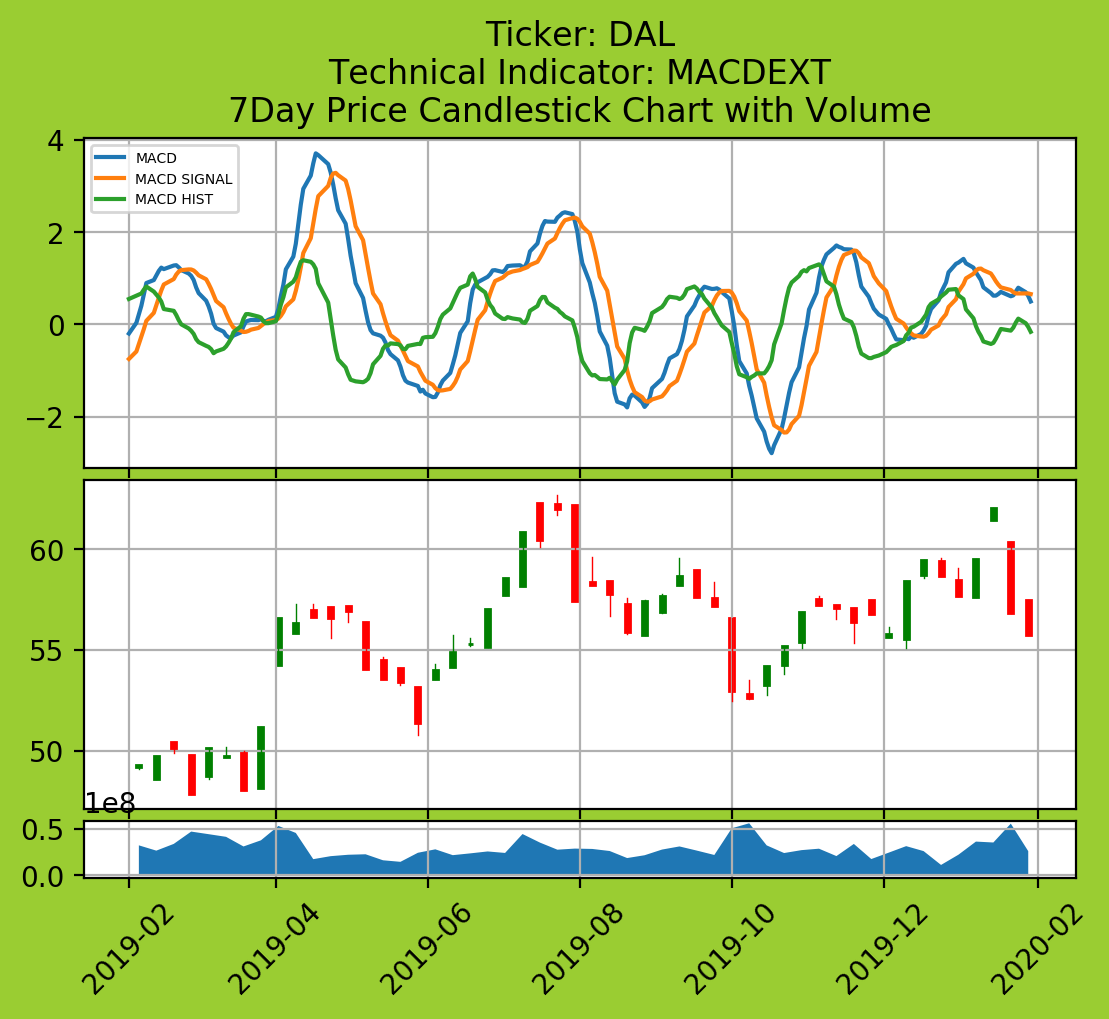 Ticker: DAL
Technical Indicator: MACDEXT
7Day Price Candlestick Chart with Volume
4
MACD
MACD SIGNAL
MACD HIST
2
0
−2
60
55
50
1e8
0.5
0.0
2019-02
2019-04
2019-06
2019-08
2019-10
2019-12
2020-02